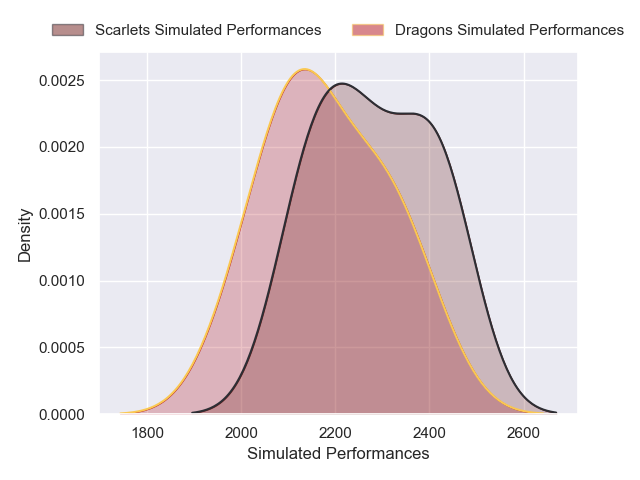 Scarlets Simulated Performances
Dragons Simulated Performances
0.0025
0.0020
0.0015
0.0010
0.0005
0.0000
Density
1800
2000
2200
2400
2600
Simulated Performances